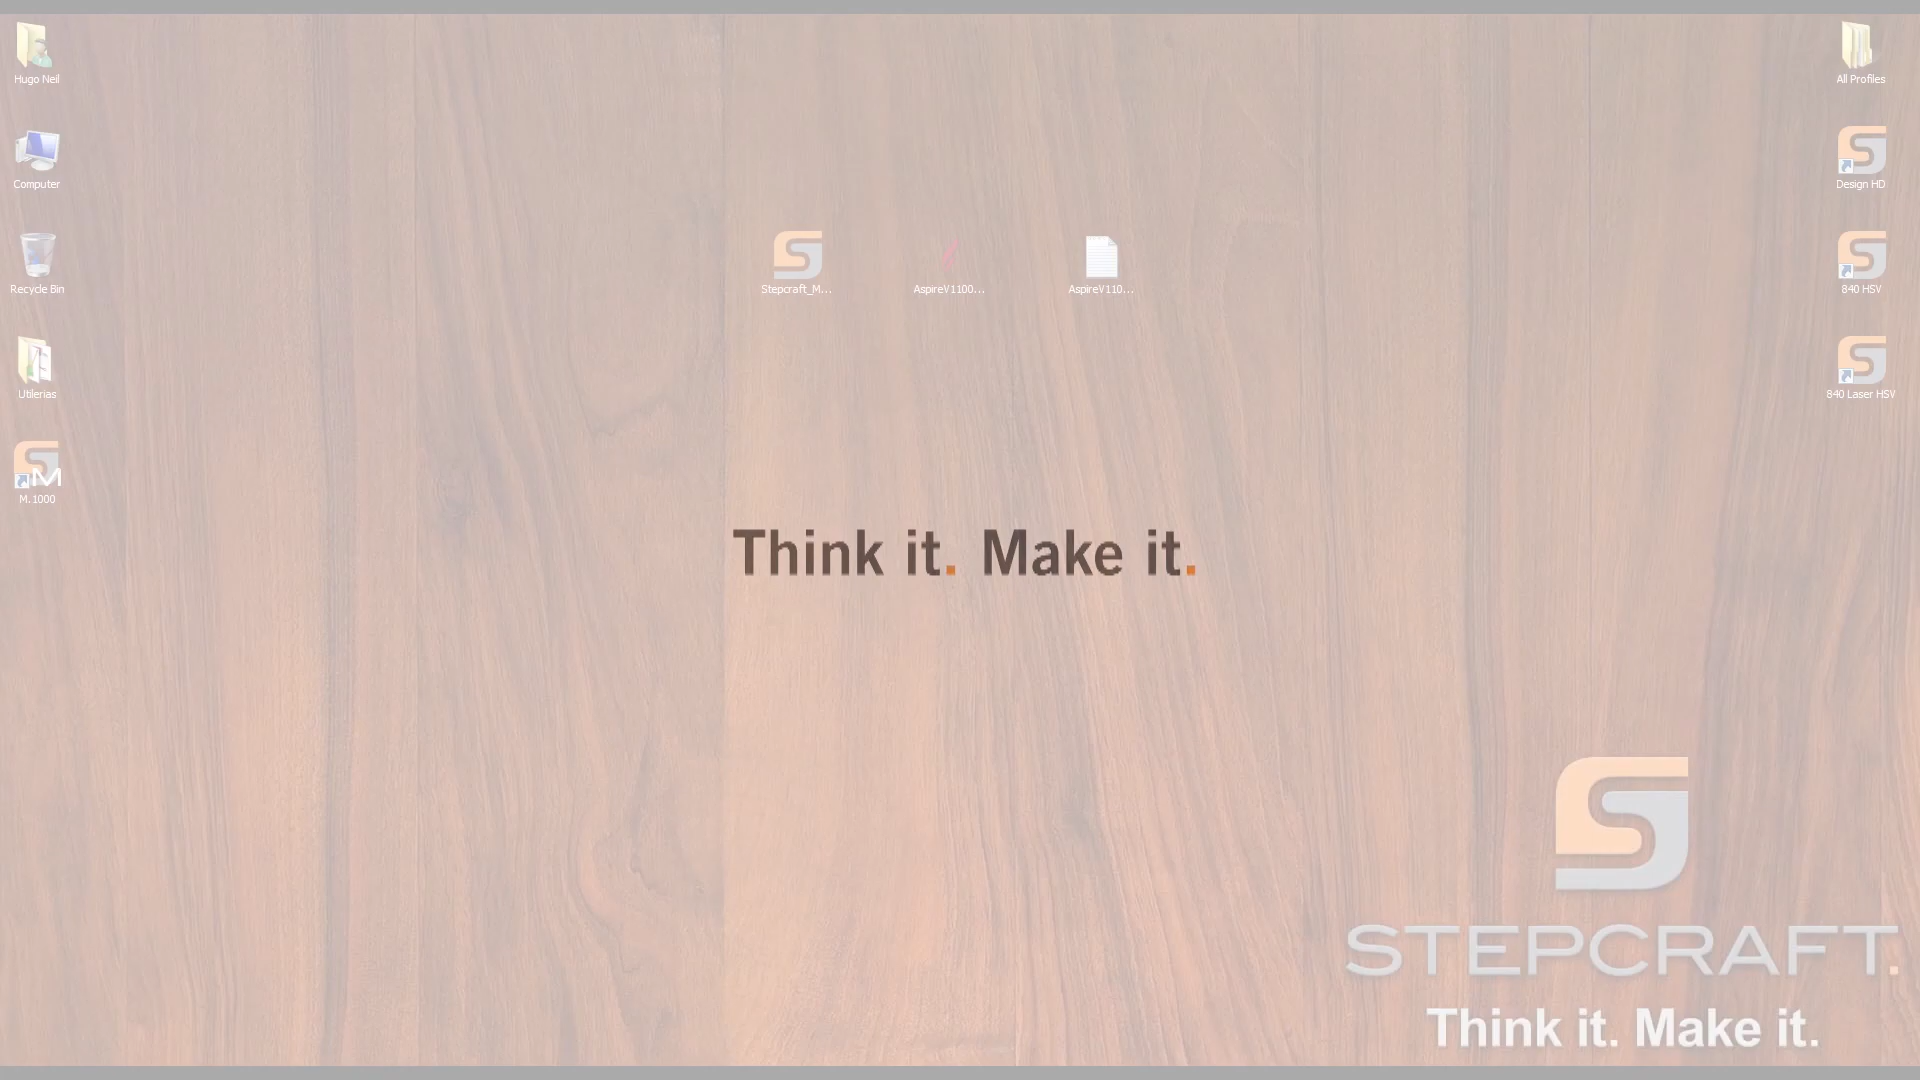 Hugo Neil
All Profiles
Computer
Design HD
Recycle Bin
Stepcraft_M...
AspireV1100...
AspireV110...
840 HSV
Utilerias
840 Laser HSV
M
M.1000
Think it. Make it.
STEPCRAFT.
Think it. Make it.